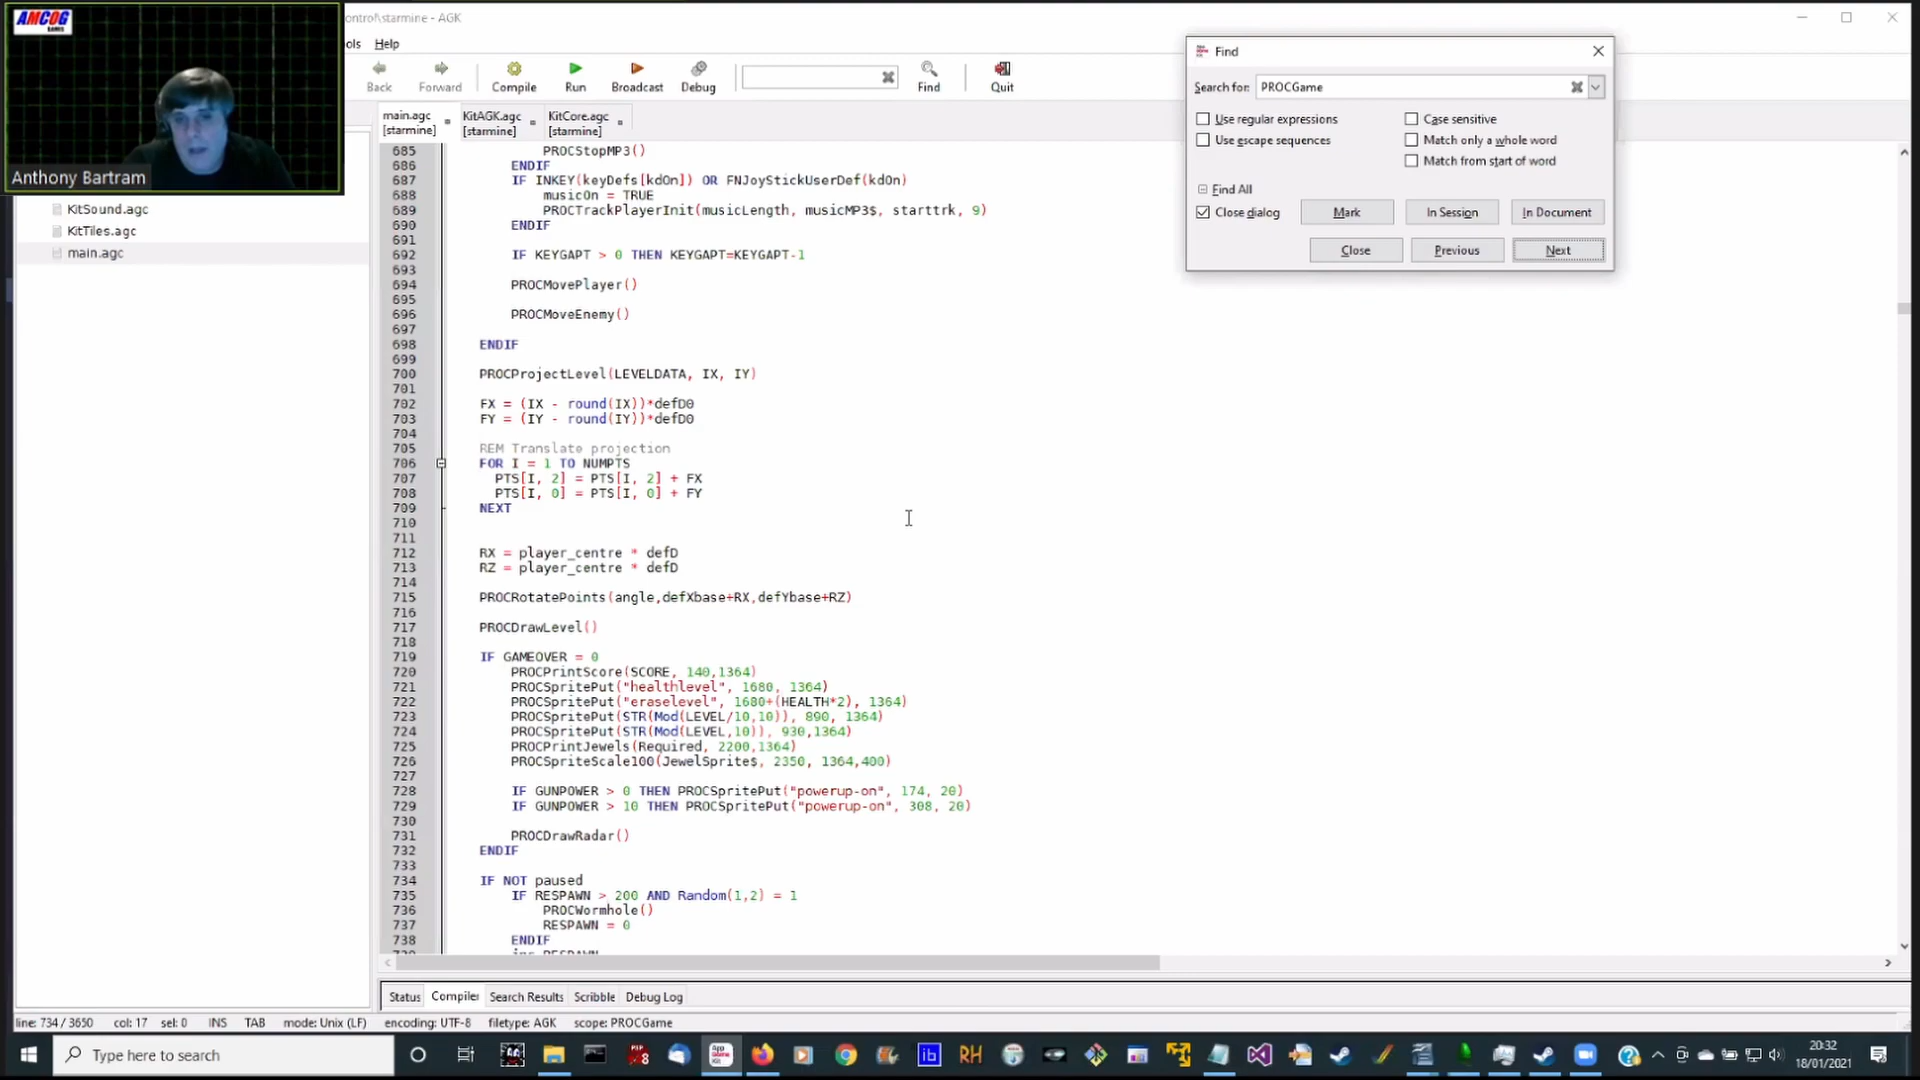 AMCOG
GAMES
Anthony Bartram
control\starmine - AGK
ols Help
Back
Forward
Compile
Run
Broadcast
Debug
Find
Quit
main.agc
[starmine]
KitAGK.agc
[starmine]
KitCore.agc
[starmine]
KitSound.agc
KitTiles.agc
main.agc
Find
Search for: PROCGame
Use regular expressions
Case sensitive
Use escape sequences
Match only a whole word
Match from start of word
Find All
Close dialog
Mark
In Session
In Document
Close
Previous
Next
685 PROCStopMP3()
686 ENDIF
687 IF INKEY(keyDefs[kdOn]) OR FNJoyStickUserDef(kdOn)
688 musicOn = TRUE
689 PROCTrackPlayerInit(musicLength, musicMP3$, starttrk, 9)
690 ENDIF
691
692 IF KEYGAPT > 0 THEN KEYGAPT=KEYGAPT-1
693
694 PROCMovePlayer()
695
696 PROCMoveEnemy()
697
698 ENDIF
699
700 PROCProjectLevel(LEVELDATA, IX, IY)
701
702 FX = (IX - round(IX))*defD0
703 FY = (IY - round(IY))*defD0
704
705 REM Translate projection
706 FOR I = 1 TO NUMPTS
707 PTS[I, 2] = PTS[I, 2] + FX
708 PTS[I, 0] = PTS[I, 0] + FY
709 NEXT
710
711
712 RX = player_centre * defD
713 RZ = player_centre * defD
714
715 PROCRotatePoints(angle,defXbase+RX,defYbase+RZ)
716
717 PROCDrawLevel()
718
719 IF GAMEOVER = 0
720 PROCPrintScore(SCORE, 140,1364)
721 PROCSpritePut("healthlevel", 1680, 1364)
722 PROCSpritePut("eraselevel", 1680+(HEALTH*2), 1364)
723 PROCSpritePut(STR(Mod(LEVEL/10,10)), 890, 1364)
724 PROCSpritePut(STR(Mod(LEVEL,10)), 930,1364)
725 PROCPrintJewels(Required, 2200,1364)
726 PROCSpriteScale100(JewelSprite$, 2350, 1364,400)
727
728 IF GUNPOWER > 0 THEN PROCSpritePut("powerup-on", 174, 20)
729 IF GUNPOWER > 10 THEN PROCSpritePut("powerup-on", 308, 20)
730
731 PROCDrawRadar()
732 ENDIF
733
734 IF NOT paused
735 IF RESPAWN > 200 AND Random(1,2) = 1
736 PROCWormhole()
737 RESPAWN = 0
738 ENDIF
Status Compiler Search Results Scribble Debug Log
line: 734 / 3650 col: 17 sel: 0 INS TAB mode: Unix (LF) encoding: UTF-8 filetype: AGK scope: PROCGame
Type here to search
20:32
18/01/2021